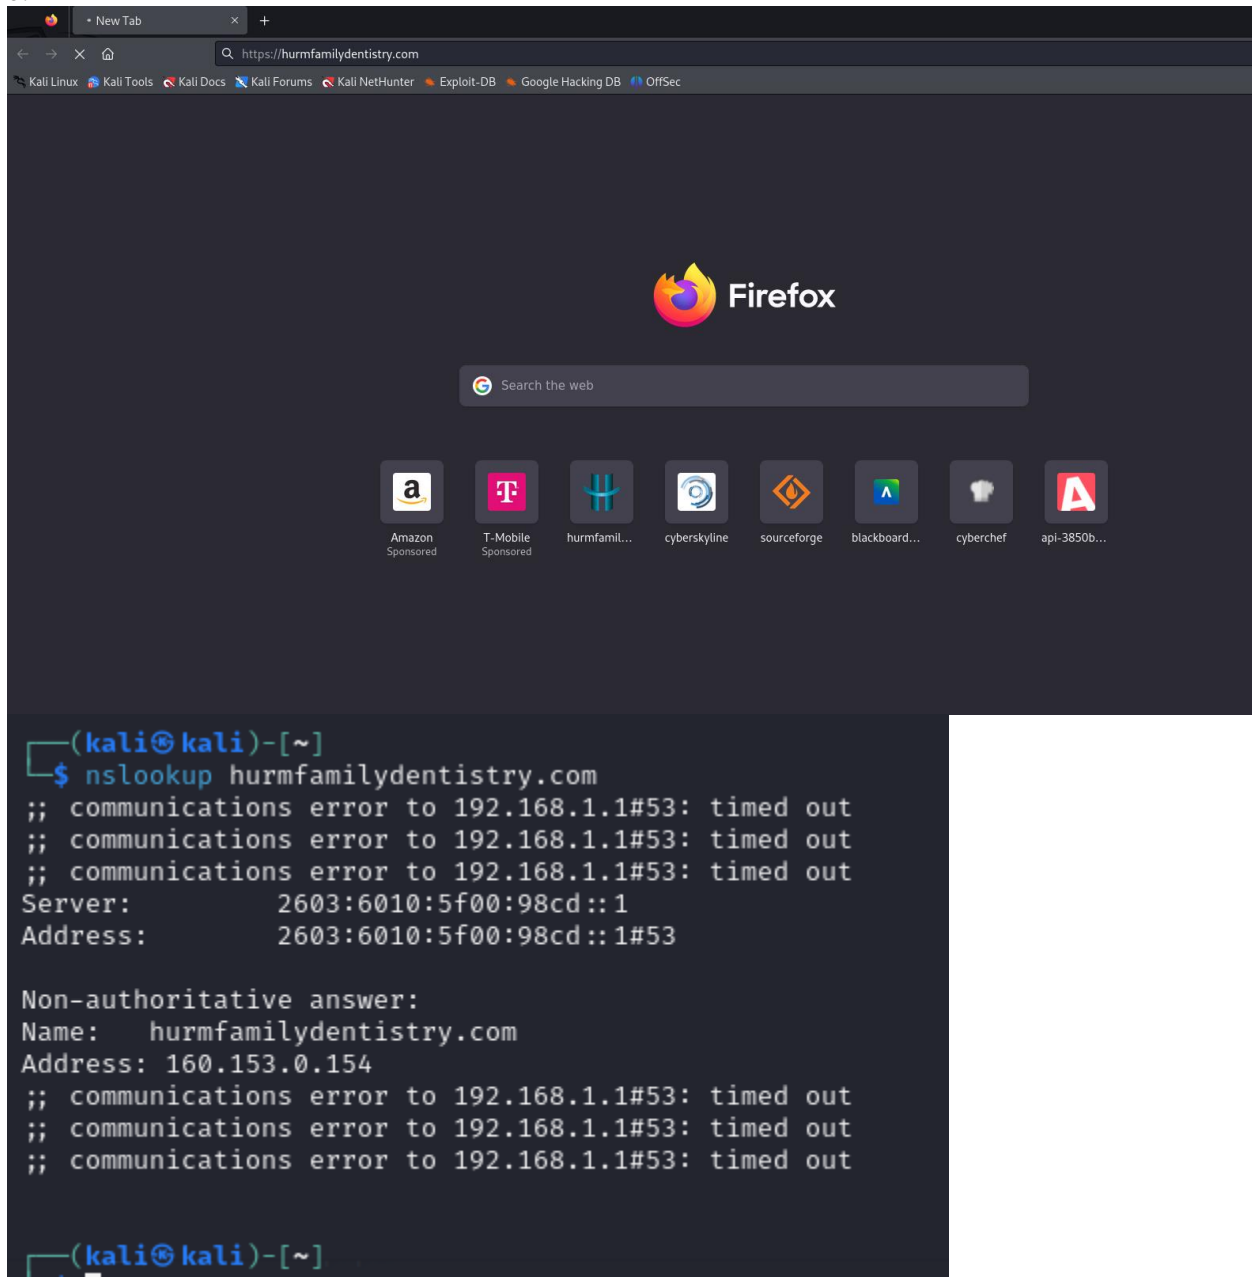 New Tab
https://hurmfamilydentistry.com
Kali Linux Kali Tools Kali Docs Kali Forums Kali NetHunter Exploit-DB Google Hacking DB OffSec
Firefox
Search the web
Amazon
Sponsored
T-Mobile
Sponsored
hurmfamil...
cyberskyline
sourceforge
blackboard...
cyberchef
api-3850b...
(kali㉿kali)-[~]
$ nslookup hurmfamilydentistry.com
;; communications error to 192.168.1.1#53: timed out
;; communications error to 192.168.1.1#53: timed out
;; communications error to 192.168.1.1#53: timed out
Server: 2603:6010:5f00:98cd::1
Address: 2603:6010:5f00:98cd::1#53
Non-authoritative answer:
Name: hurmfamilydentistry.com
Address: 160.153.0.154
;; communications error to 192.168.1.1#53: timed out
;; communications error to 192.168.1.1#53: timed out
;; communications error to 192.168.1.1#53: timed out
(kali㉿kali)-[~]